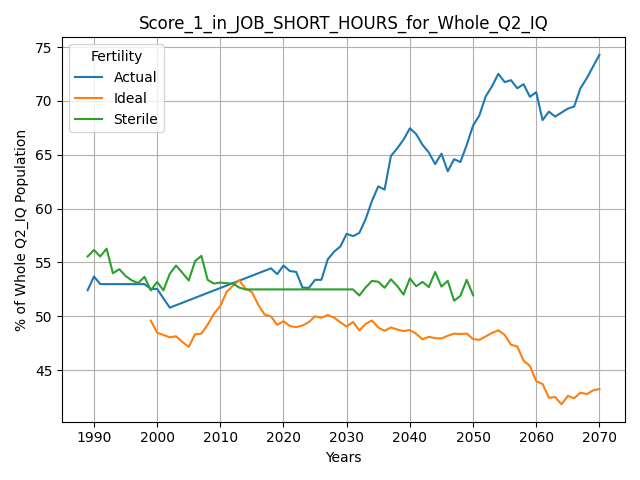 Score_1_in_JOB_SHORT_HOURS_for_Whole_Q2_IQ
Fertility
Actual
Ideal
Sterile
% of Whole Q2_IQ Population
75
70
65
60
55
50
45
1990 2000 2010 2020 2030 2040 2050 2060 2070
Years